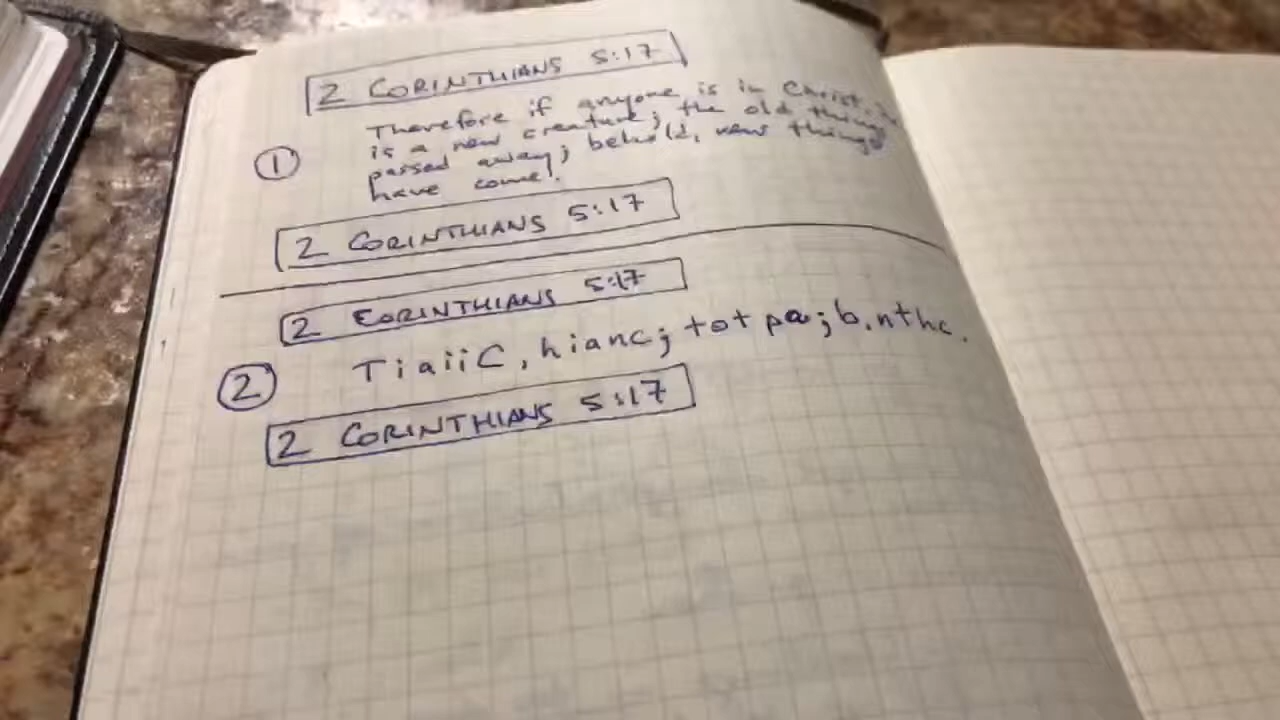 2 CORINTHIANS 5:17
Therefore if anyone is in Christ, he
is a new creature; the old things
passed away; behold, new things
have come.
1
2 CORINTHIANS 5:17
2 CORINTHIANS 5:17
TiaiiC, hianc; tot pa; b, nthc.
2
2 CORINTHIANS 5:17